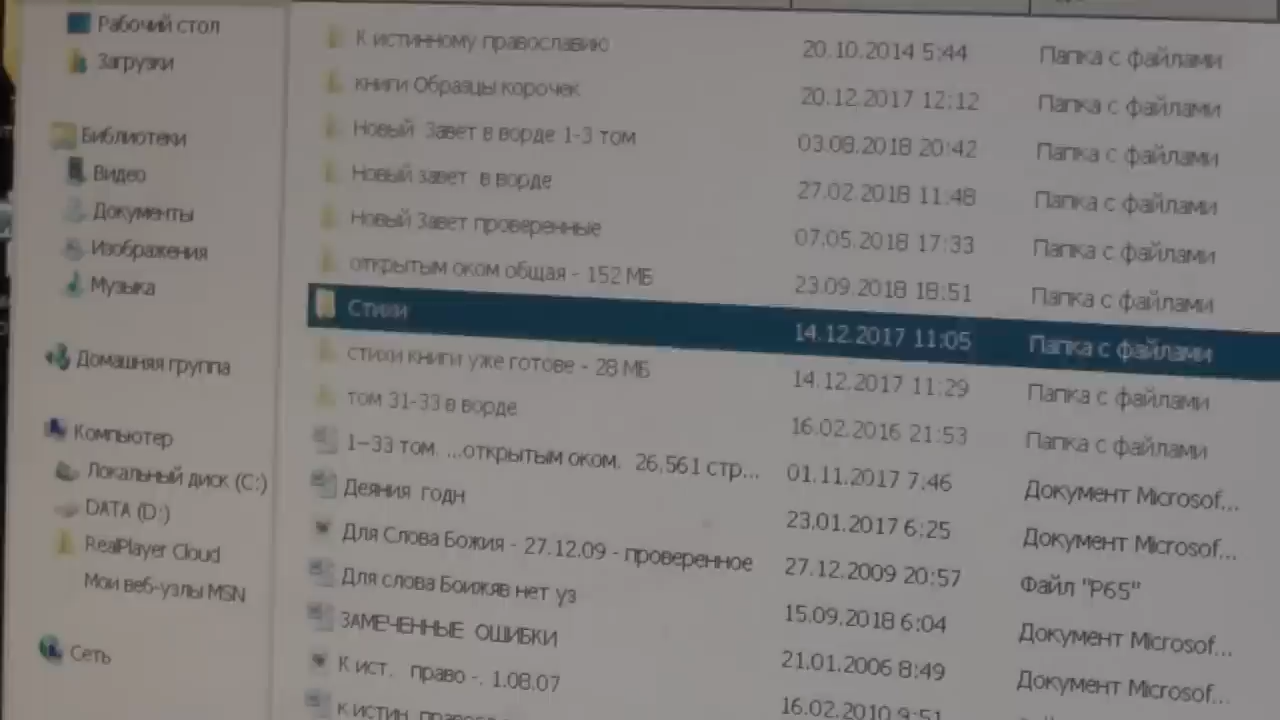 Рабочий стол
Загрузки
Библиотеки
Видео
Документы
Изображения
Музыка
Домашняя группа
Компьютер
Локальный диск (C:)
DATA (D:)
RealPlayer Cloud
Мои веб-узлы MSN
Сеть
К истинному православию 20.10.2014 5:44 Папка с файлами
книги Образцы корочек 20.12.2017 12:12 Папка с файлами
Новый Завет в ворде 1-3 том 03.08.2018 20:42 Папка с файлами
Новый завет в ворде 27.02.2018 11:48 Папка с файлами
Новый Завет проверенные 07.05.2018 17:33 Папка с файлами
открытым оком общая - 152 МБ 23.09.2018 18:51 Папка с файлами
Стихи 14.12.2017 11:05 Папка с файлами
стихи книги уже готове - 28 МБ 14.12.2017 11:29 Папка с файлами
том 31-33 в ворде 16.02.2016 21:53 Папка с файлами
1-33 том. ...открытым оком. 26.561 стр... 01.11.2017 7:46 Документ Microsof...
Деяния годн 23.01.2017 6:25 Документ Microsof...
Для Слова Божия - 27.12.09 - проверенное 27.12.2009 20:57 Файл "P65"
Для слова Боижяв нет уз 15.09.2018 6:04 Документ Microsof...
ЗАМЕЧЕННЫЕ ОШИБКИ 21.01.2006 8:49 Документ Microsof...
К ист. право -. 1.08.07 16.02.2010 9:51
к истин